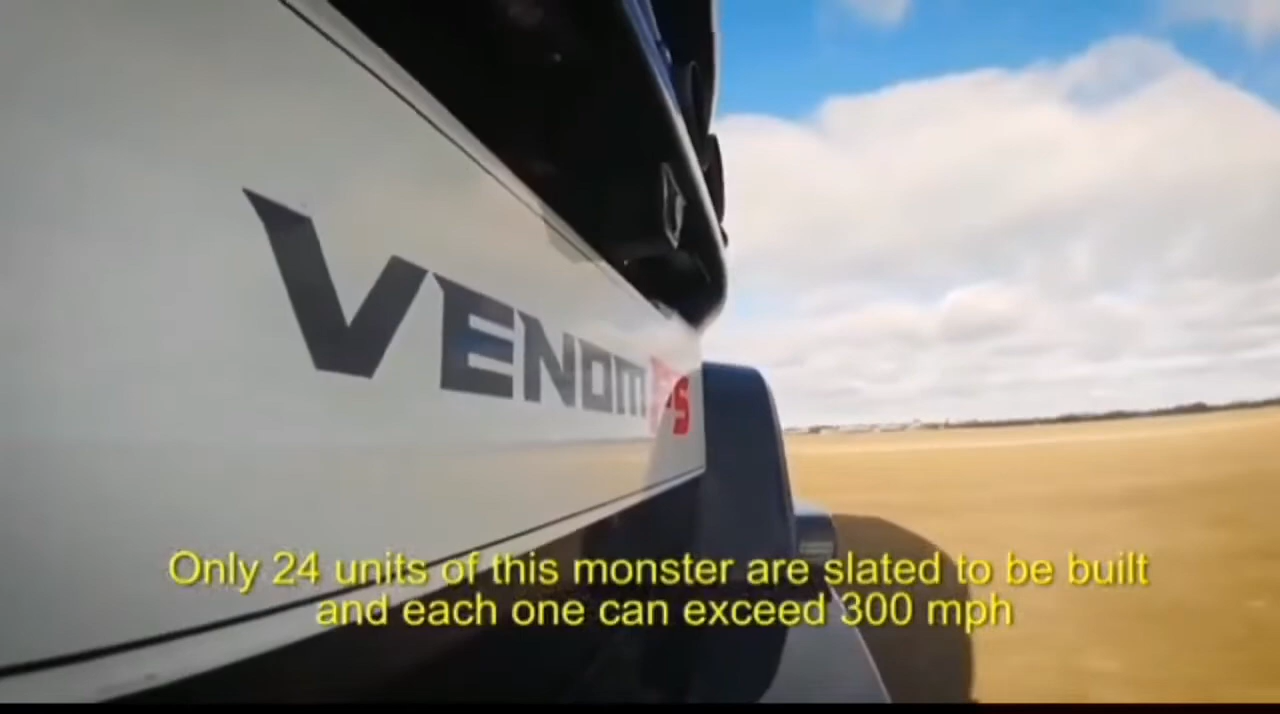 VENOM F5
Only 24 units of this monster are slated to be built
and each one can exceed 300 mph